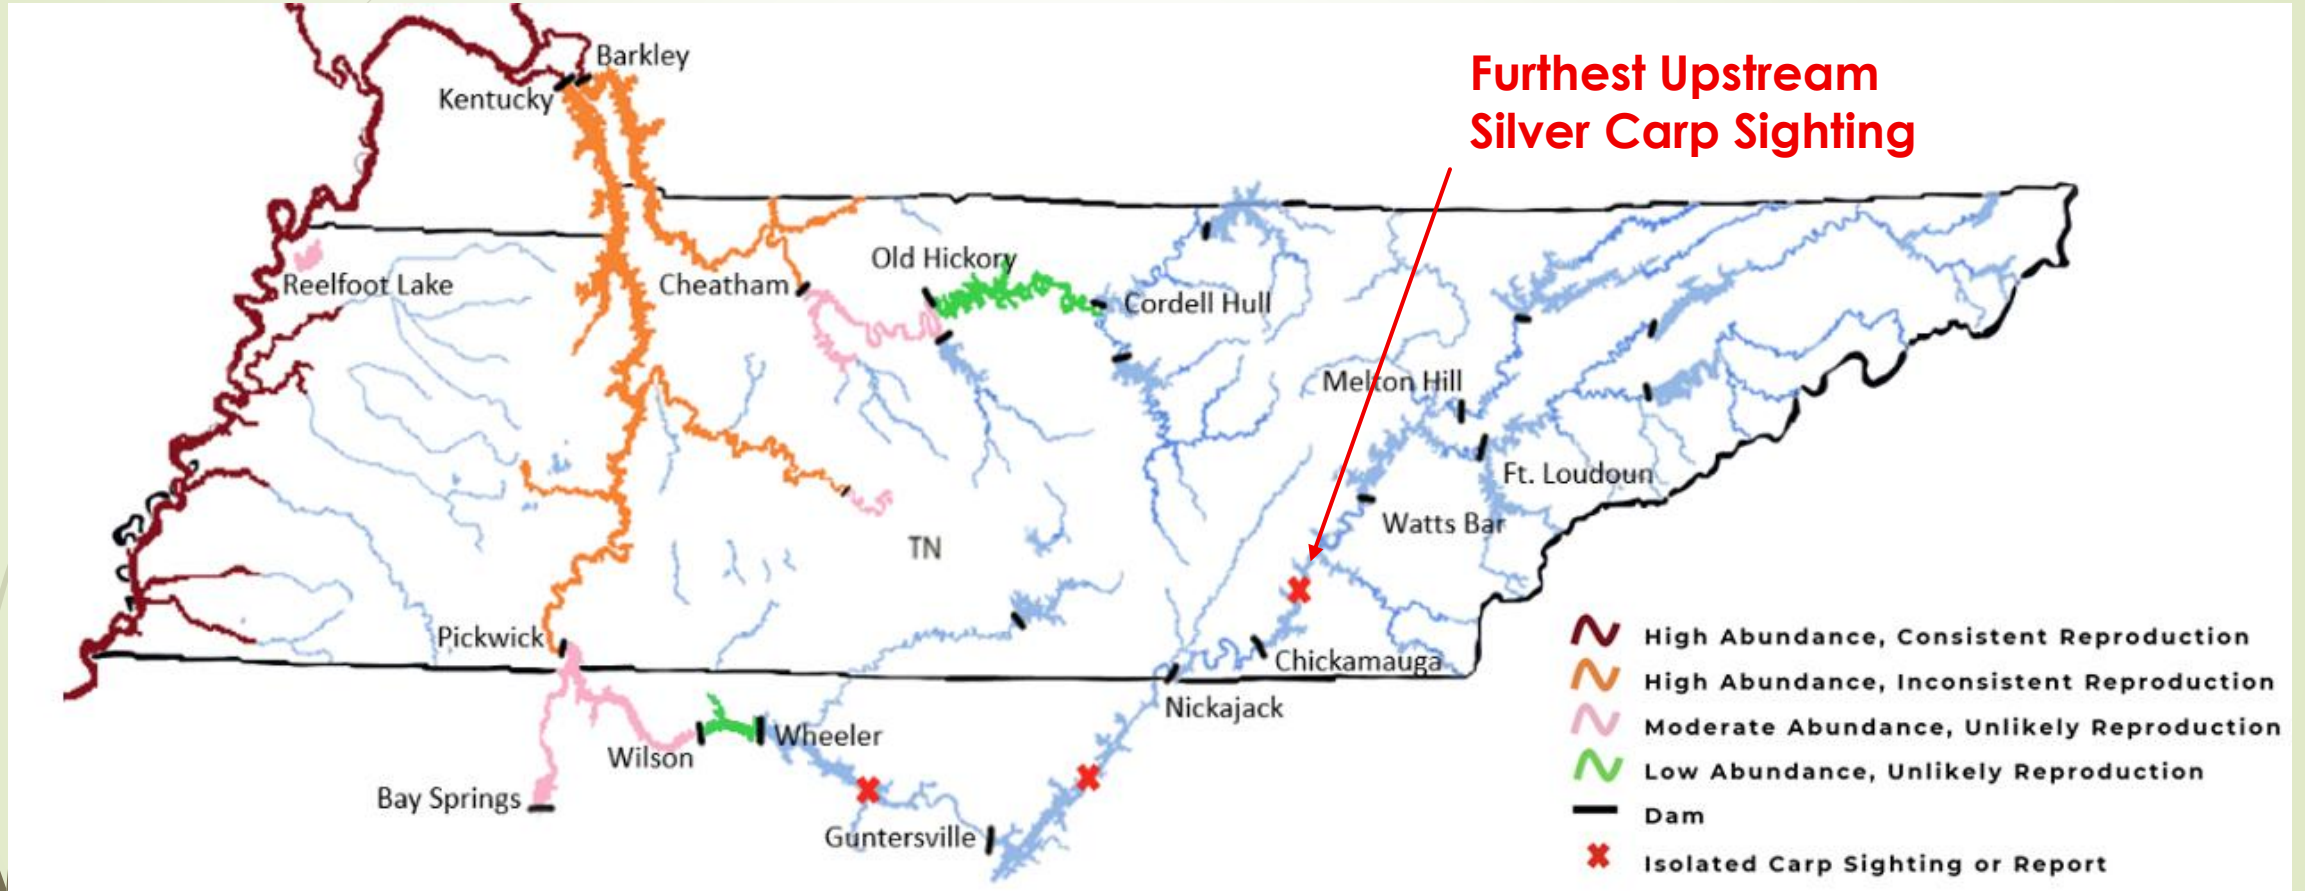 Furthest Upstream
Silver Carp Sighting
Barkley
Kentucky
Reelfoot Lake
Cheatham
Old Hickory
Cordell Hull
Melton Hill
Ft. Loudoun
Watts Bar
TN
Pickwick
Chickamauga
Nickajack
Wilson
Wheeler
Bay Springs
Guntersville
High Abundance, Consistent Reproduction
High Abundance, Inconsistent Reproduction
Moderate Abundance, Unlikely Reproduction
Low Abundance, Unlikely Reproduction
Dam
Isolated Carp Sighting or Report